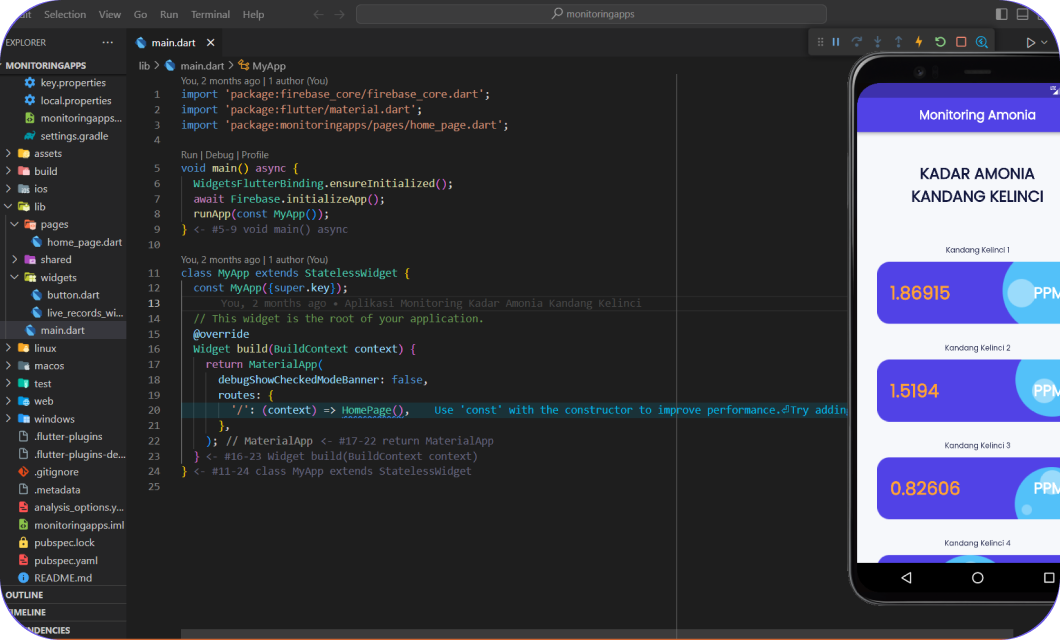 Selection View Go Run Terminal Help
monitoringapps
EXPLORER
MONITORINGAPPS
key.properties
local.properties
monitoringapps...
settings.gradle
assets
build
ios
lib
pages
home_page.dart
shared
widgets
button.dart
live_records_wi...
main.dart
linux
macos
test
web
windows
.flutter-plugins
.flutter-plugins-de...
.gitignore
.metadata
analysis_options.y...
monitoringapps.iml
pubspec.lock
pubspec.yaml
README.md
OUTLINE
main.dart
lib > main.dart > MyApp
You, 2 months ago | 1 author (You)
1 import 'package:firebase_core/firebase_core.dart';
2 import 'package:flutter/material.dart';
3 import 'package:monitoringapps/pages/home_page.dart';
4
Run | Debug | Profile
5 void main() async {
6 WidgetsFlutterBinding.ensureInitialized();
7 await Firebase.initializeApp();
8 runApp(const MyApp());
9 } <- #5-9 void main() async
10
You, 2 months ago | 1 author (You)
11 class MyApp extends StatelessWidget {
12 const MyApp({super.key});
13 You, 2 months ago • Aplikasi Monitoring Kadar Amonia Kandang Kelinci
14 // This widget is the root of your application.
15 @override
16 Widget build(BuildContext context) {
17 return MaterialApp(
18 debugShowCheckedModeBanner: false,
19 routes: {
20 '/': (context) => HomePage(), Use 'const' with the constructor to improve performance.⏎Try adding
21 },
22 ); // MaterialApp <- #17-22 return MaterialApp
23 } <- #16-23 Widget build(BuildContext context)
24 } <- #11-24 class MyApp extends StatelessWidget
25
Monitoring Amonia
KADAR AMONIA
KANDANG KELINCI
Kandang Kelinci 1
1.86915 PPM
Kandang Kelinci 2
1.5194 PPM
Kandang Kelinci 3
0.82606 PPM
Kandang Kelinci 4